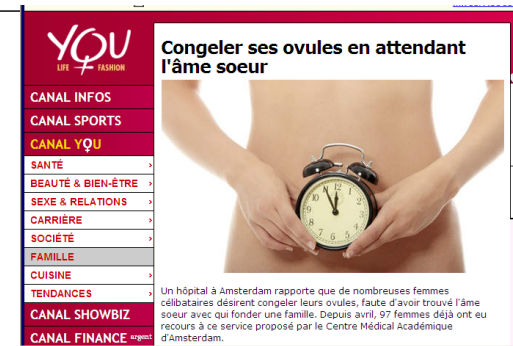 YOU
LIFE FASHION
CANAL INFOS
CANAL SPORTS
CANAL YOU
SANTÉ
BEAUTÉ & BIEN-ÊTRE
SEXE & RELATIONS
CARRIÈRE
SOCIÉTÉ
FAMILLE
CUISINE
TENDANCES
CANAL SHOWBIZ
CANAL FINANCE argent
Congeler ses ovules en attendant
l'âme soeur
Un hôpital à Amsterdam rapporte que de nombreuses femmes
célibataires désirent congeler leurs ovules, faute d'avoir trouvé l'âme
soeur avec qui fonder une famille. Depuis avril, 97 femmes déjà ont eu
recours à ce service proposé par le Centre Médical Académique
d'Amsterdam.